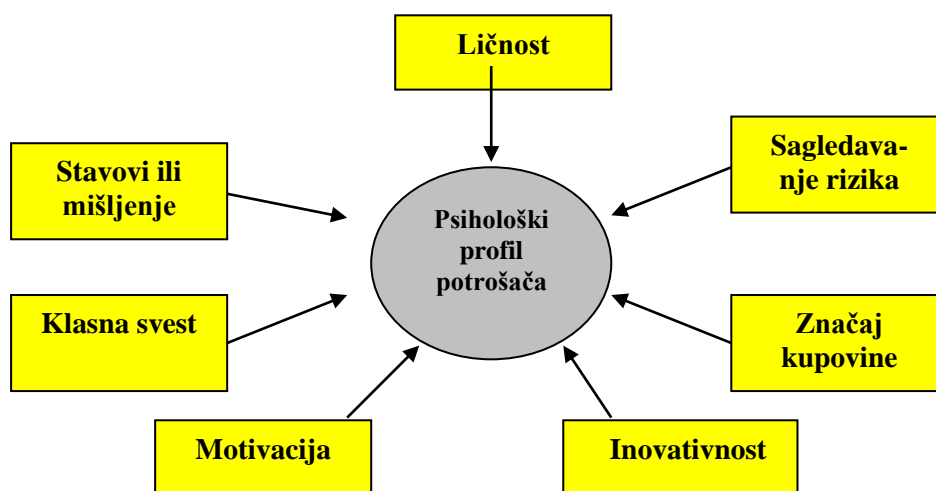 Ličnost
Stavovi ili
mišljenje
Sagledava-
nje rizika
Psihološki
profil
potrošača
Klasna svest
Značaj
kupovine
Motivacija
Inovativnost